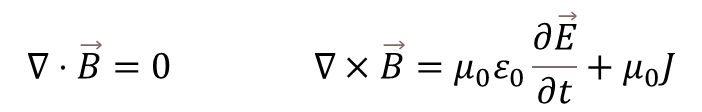 ∇ · B⃗ = 0
∇ × B⃗ = μ₀ε₀ ∂E⃗/∂t + μ₀J